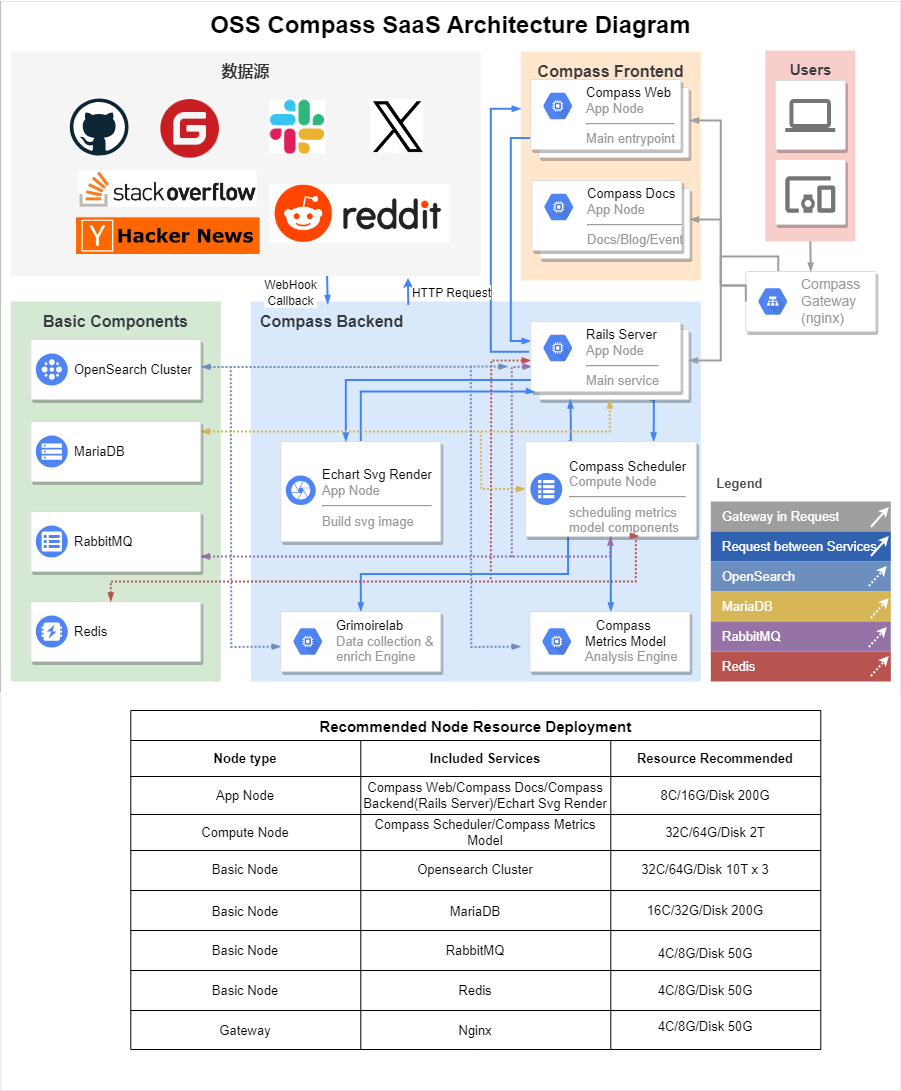 OSS Compass SaaS Architecture Diagram
数据源
G
stackoverflow
Y Hacker News
reddit
WebHook
Callback
HTTP Request
Compass Frontend
Compass Web
App Node
Main entrypoint
Compass Docs
App Node
Docs/Blog/Event
Users
Compass
Gateway
(nginx)
Basic Components
OpenSearch Cluster
MariaDB
RabbitMQ
Redis
Compass Backend
Rails Server
App Node
Main service
Echart Svg Render
App Node
Build svg image
Compass Scheduler
Compute Node
scheduling metrics
model components
Grimoirelab
Data collection &
enrich Engine
Compass
Metrics Model
Analysis Engine
Legend
Gateway in Request
Request between Services
OpenSearch
MariaDB
RabbitMQ
Redis
Recommended Node Resource Deployment
Node type Included Services Resource Recommended
App Node
Compass Web/Compass Docs/Compass
Backend(Rails Server)/Echart Svg Render
8C/16G/Disk 200G
Compute Node
Compass Scheduler/Compass Metrics
Model
32C/64G/Disk 2T
Basic Node Opensearch Cluster 32C/64G/Disk 10T x 3
Basic Node MariaDB 16C/32G/Disk 200G
Basic Node RabbitMQ 4C/8G/Disk 50G
Basic Node Redis 4C/8G/Disk 50G
Gateway Nginx 4C/8G/Disk 50G